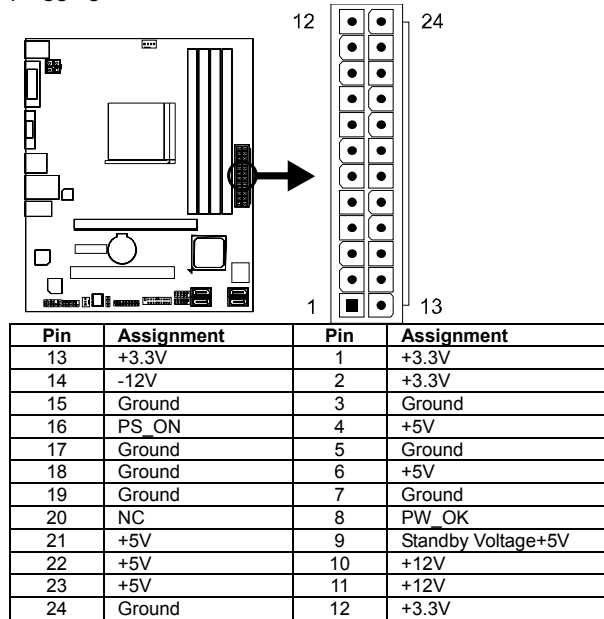 12 24
1 13
Pin Assignment Pin Assignment
13 +3.3V 1 +3.3V
14 -12V 2 +3.3V
15 Ground 3 Ground
16 PS_ON 4 +5V
17 Ground 5 Ground
18 Ground 6 +5V
19 Ground 7 Ground
20 NC 8 PW_OK
21 +5V 9 Standby Voltage+5V
22 +5V 10 +12V
23 +5V 11 +12V
24 Ground 12 +3.3V